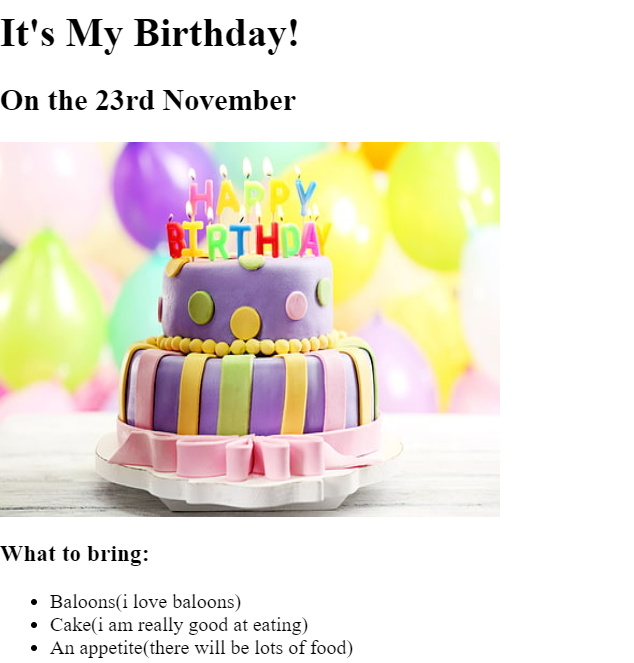 It's My Birthday!
On the 23rd November
HAPPY
BIRTHDAY
What to bring:
Baloons(i love baloons)
Cake(i am really good at eating)
An appetite(there will be lots of food)